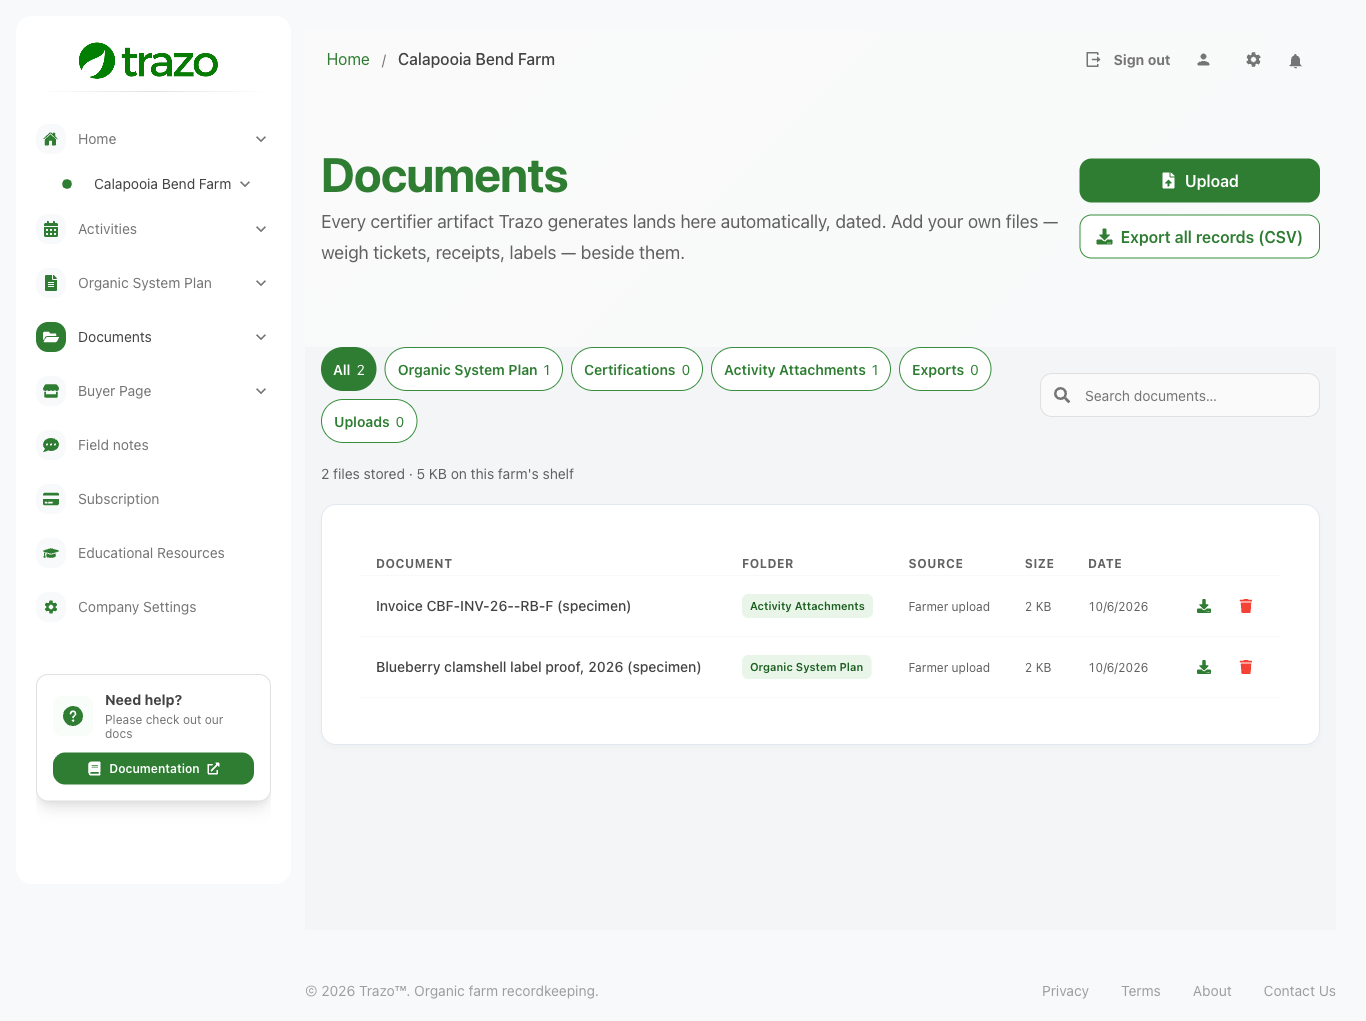 trazo
Home
Calapooia Bend Farm
Activities
Organic System Plan
Documents
Buyer Page
Field notes
Subscription
Educational Resources
Company Settings
Need help?
Please check out our
docs
Documentation
Home / Calapooia Bend Farm
Sign out
Documents
Every certifier artifact Trazo generates lands here automatically, dated. Add your own files —
weigh tickets, receipts, labels — beside them.
Upload
Export all records (CSV)
All 2
Organic System Plan 1
Certifications 0
Activity Attachments 1
Exports 0
Uploads 0
Search documents...
2 files stored · 5 KB on this farm's shelf
DOCUMENT FOLDER SOURCE SIZE DATE
Invoice CBF-INV-26--RB-F (specimen) Activity Attachments Farmer upload 2 KB 10/6/2026
Blueberry clamshell label proof, 2026 (specimen) Organic System Plan Farmer upload 2 KB 10/6/2026
© 2026 Trazo™. Organic farm recordkeeping.
Privacy Terms About Contact Us